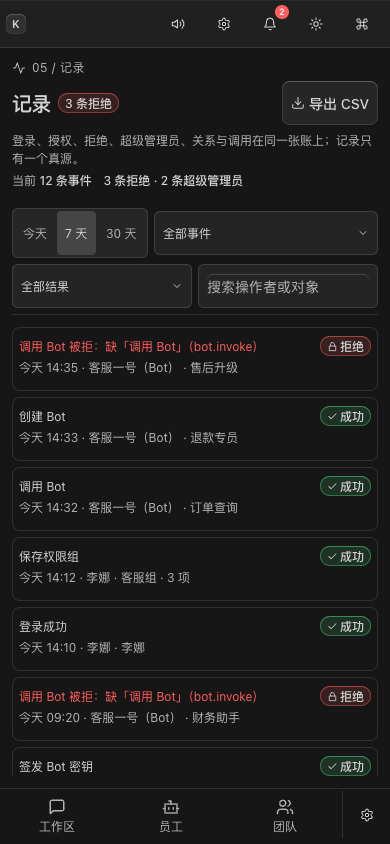 K
2
05 / 记录
记录
3 条拒绝
导出 CSV
登录、授权、拒绝、超级管理员、关系与调用在同一张账上；记录只
有一个真源。
当前 12 条事件 3 条拒绝 · 2 条超级管理员
今天
7 天
30 天
全部事件
全部结果
搜索操作者或对象
调用 Bot 被拒：缺「调用 Bot」(bot.invoke)
拒绝
今天 14:35 · 客服一号（Bot） · 售后升级
创建 Bot
成功
今天 14:33 · 客服一号（Bot） · 退款专员
调用 Bot
成功
今天 14:32 · 客服一号（Bot） · 订单查询
保存权限组
成功
今天 14:12 · 李娜 · 客服组 · 3 项
登录成功
成功
今天 14:10 · 李娜 · 李娜
调用 Bot 被拒：缺「调用 Bot」(bot.invoke)
拒绝
今天 09:20 · 客服一号（Bot） · 财务助手
签发 Bot 密钥
成功
工作区
员工
团队